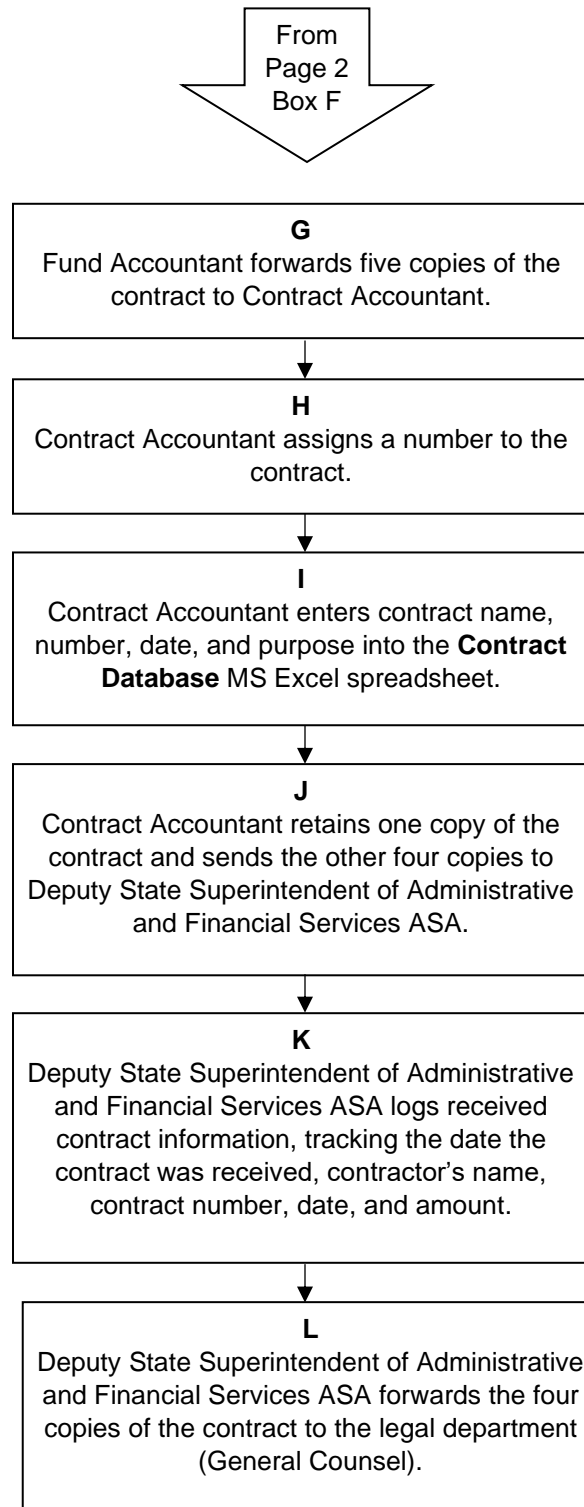 From
Page 2
Box F
G
Fund Accountant forwards five copies of the
contract to Contract Accountant.
H
Contract Accountant assigns a number to the
contract.
I
Contract Accountant enters contract name,
number, date, and purpose into the Contract
Database MS Excel spreadsheet.
J
Contract Accountant retains one copy of the
contract and sends the other four copies to
Deputy State Superintendent of Administrative
and Financial Services ASA.
K
Deputy State Superintendent of Administrative
and Financial Services ASA logs received
contract information, tracking the date the
contract was received, contractor’s name,
contract number, date, and amount.
L
Deputy State Superintendent of Administrative
and Financial Services ASA forwards the four
copies of the contract to the legal department
(General Counsel).